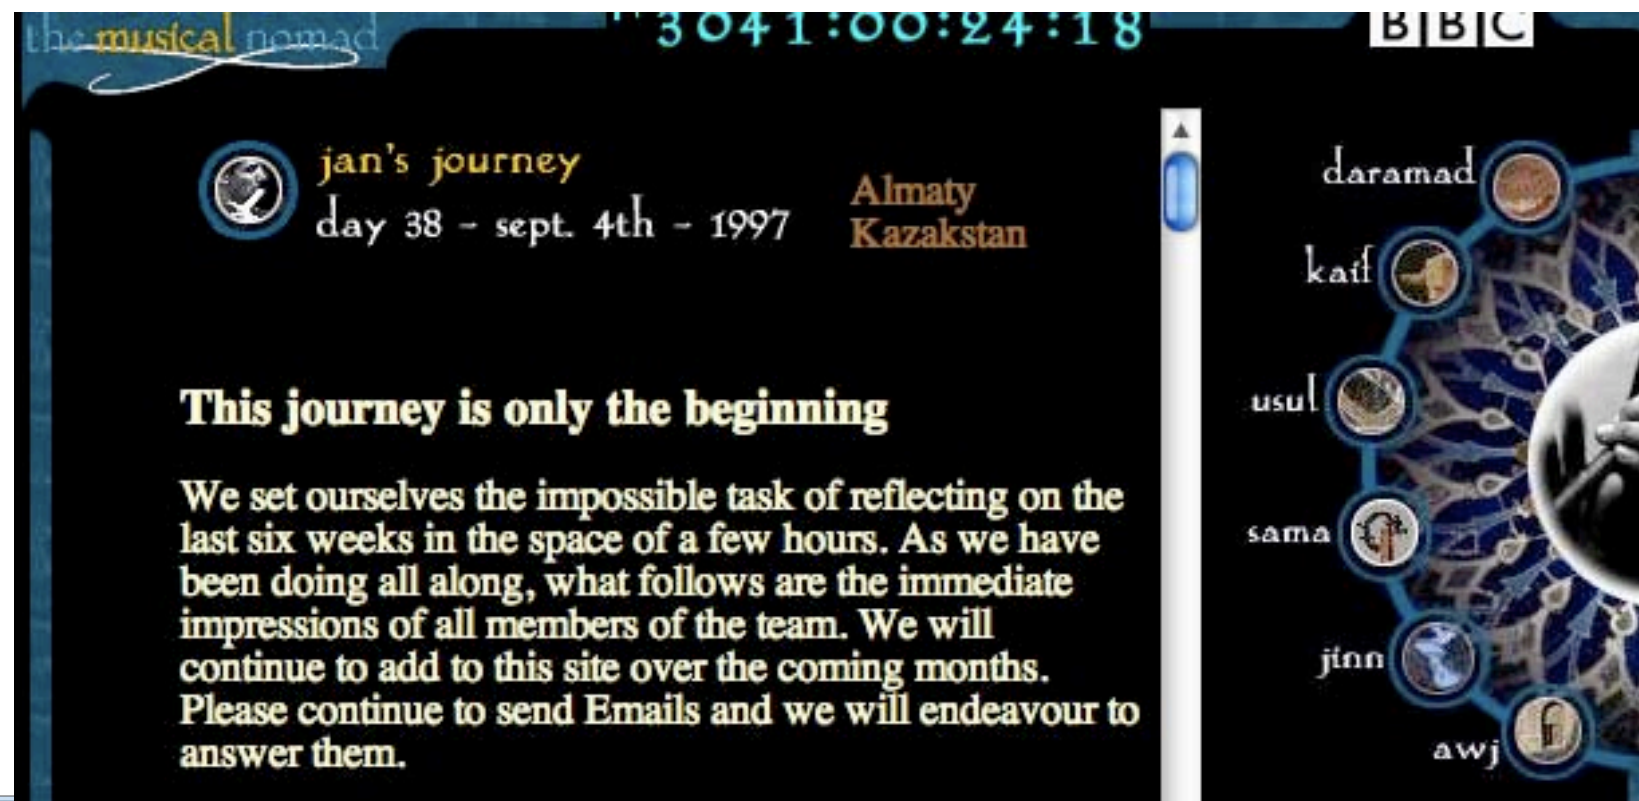 the musical nomad
3041:00:24:18
BBC
jan's journey
day 38 - sept. 4th - 1997
Almaty
Kazakstan
This journey is only the beginning
We set ourselves the impossible task of reflecting on the
last six weeks in the space of a few hours. As we have
been doing all along, what follows are the immediate
impressions of all members of the team. We will
continue to add to this site over the coming months.
Please continue to send Emails and we will endeavour to
answer them.
daramad
kaif
usul
sama
jinn
awj